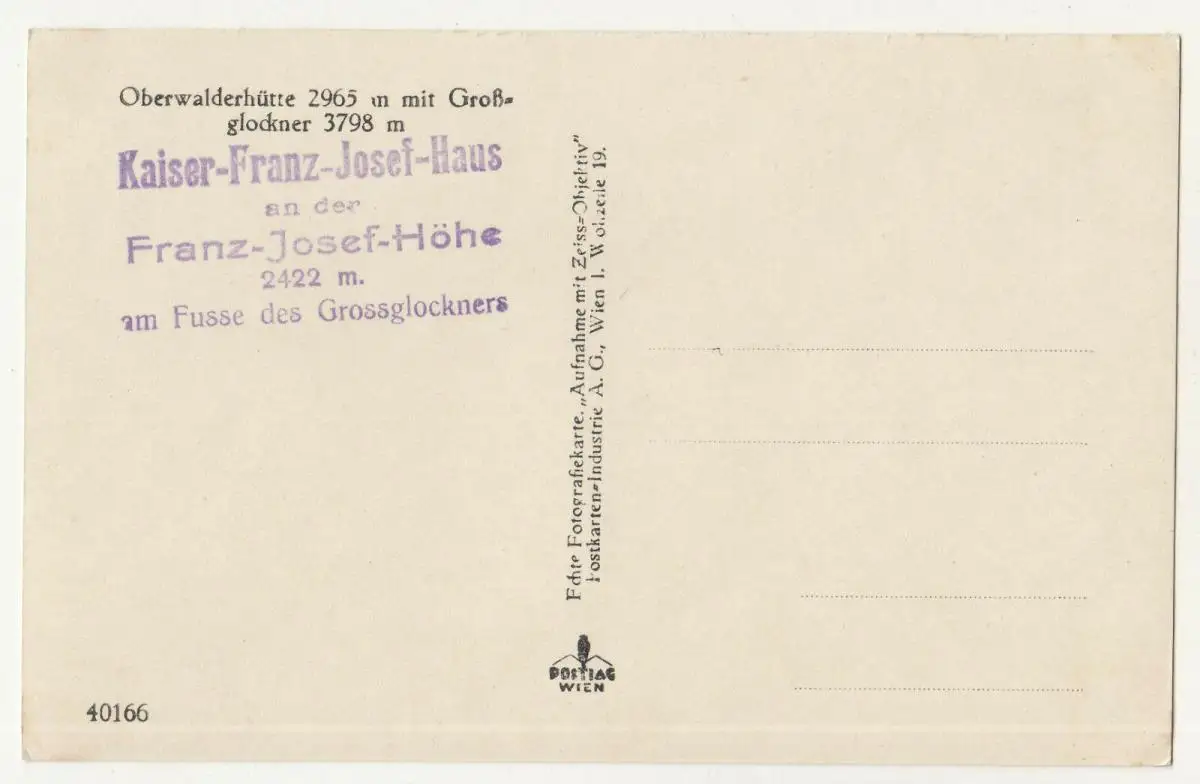 Oberwalderhütte 2965 m mit Groß-
glockner 3798 m
Kaiser-Franz-Josef-Haus
an der
Franz-Josef-Höhe
2422 m.
am Fusse des Grossglockners
Echte Fotografiekarte. „Aufnahme mit Zeiss-Objektiv"
Postkarten-Industrie A. G., Wien I. Wollzeile 19.
POSTIAG
WIEN
40166